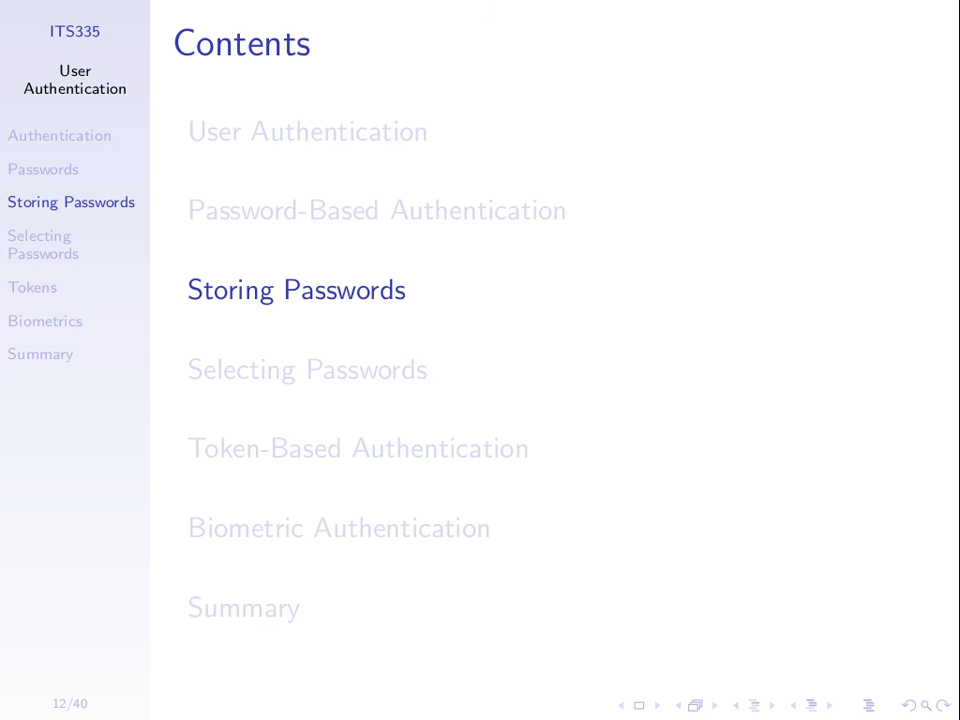 ITS335
User
Authentication
Authentication
Passwords
Storing Passwords
Selecting
Passwords
Tokens
Biometrics
Summary
12/40
Contents
User Authentication
Password-Based Authentication
Storing Passwords
Selecting Passwords
Token-Based Authentication
Biometric Authentication
Summary